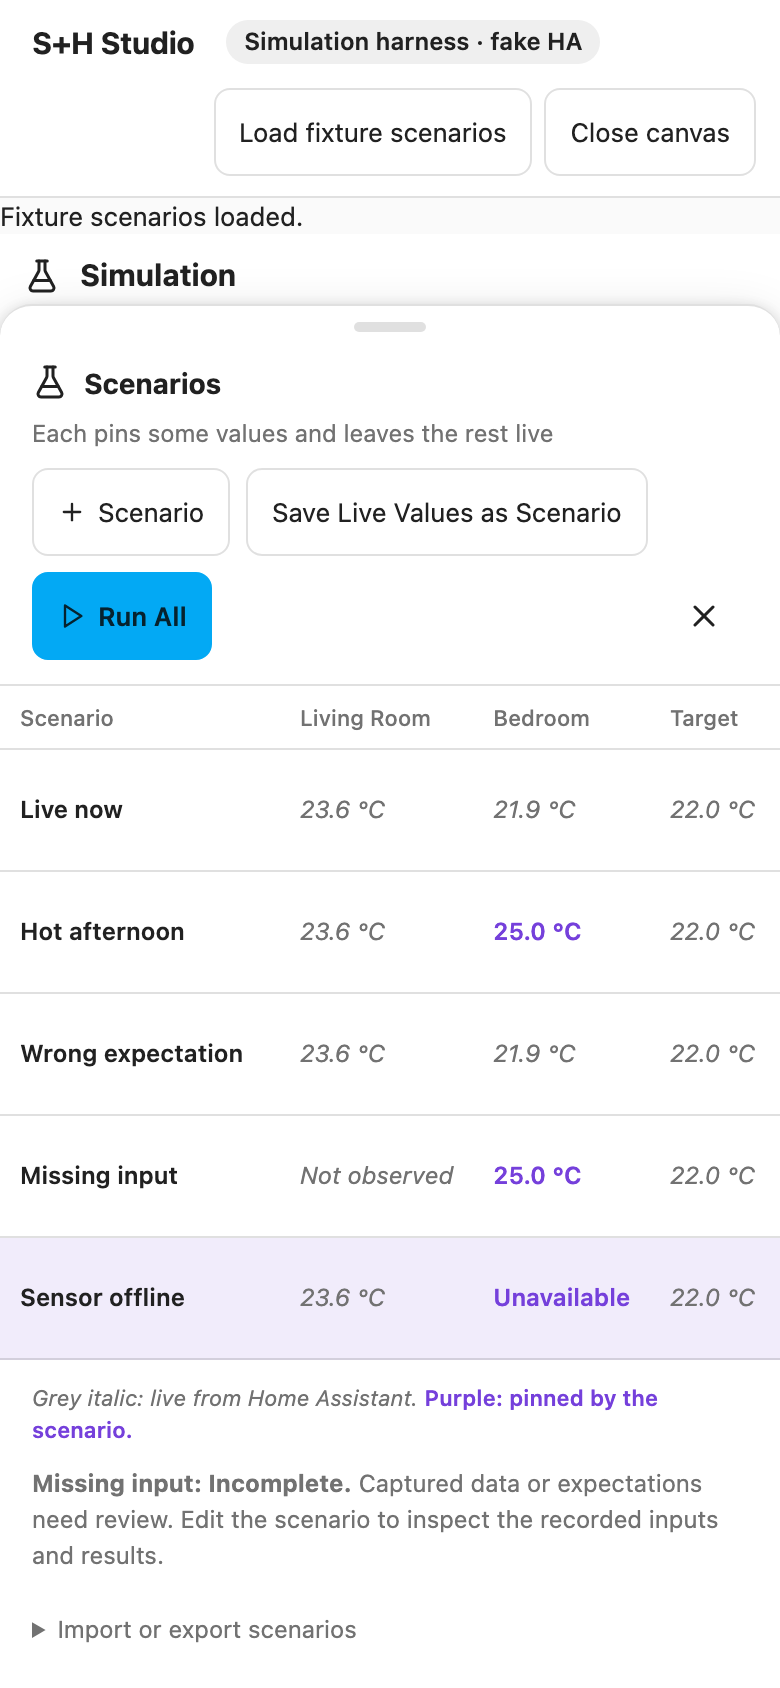 S+H Studio
Simulation harness · fake HA
Load fixture scenarios
Close canvas
Fixture scenarios loaded.
Simulation
Scenarios
Each pins some values and leaves the rest live
+ Scenario
Save Live Values as Scenario
Run All
Scenario Living Room Bedroom Target
Live now 23.6 °C 21.9 °C 22.0 °C
Hot afternoon 23.6 °C 25.0 °C 22.0 °C
Wrong expectation 23.6 °C 21.9 °C 22.0 °C
Missing input Not observed 25.0 °C 22.0 °C
Sensor offline 23.6 °C Unavailable 22.0 °C
Grey italic: live from Home Assistant. Purple: pinned by the
scenario.
Missing input: Incomplete. Captured data or expectations
need review. Edit the scenario to inspect the recorded inputs
and results.
Import or export scenarios